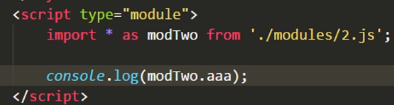 <script type="module">
import * as modTwo from './modules/2.js';
console.log(modTwo.aaa);
</script>